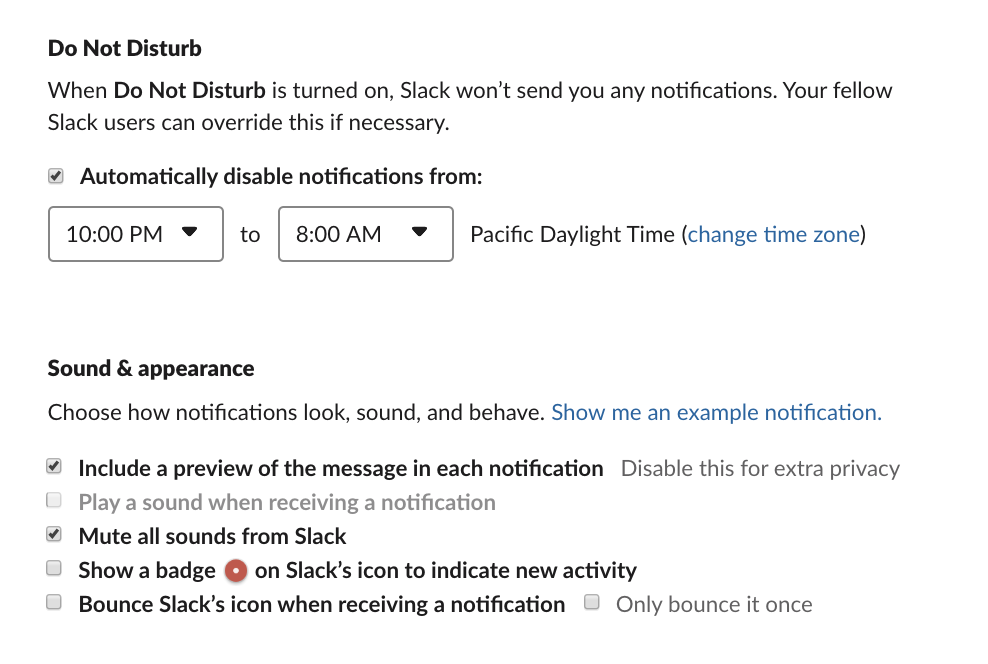 Do Not Disturb
When Do Not Disturb is turned on, Slack won’t send you any notifications. Your fellow
Slack users can override this if necessary.
Automatically disable notifications from:
10:00 PM to 8:00 AM Pacific Daylight Time (change time zone)
Sound & appearance
Choose how notifications look, sound, and behave. Show me an example notification.
Include a preview of the message in each notification Disable this for extra privacy
Play a sound when receiving a notification
Mute all sounds from Slack
Show a badge on Slack’s icon to indicate new activity
Bounce Slack’s icon when receiving a notification Only bounce it once